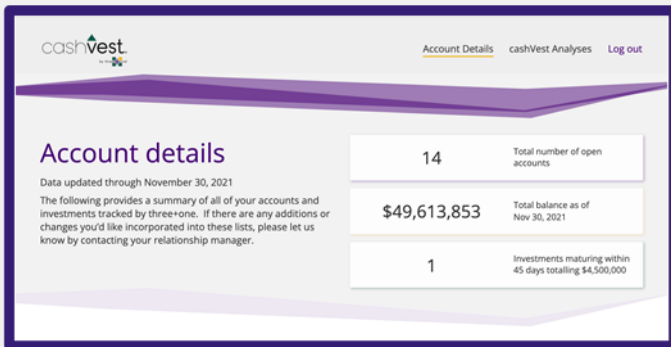 cashVest
by
Account Details cashVest Analyses Log out
Account details
Data updated through November 30, 2021
The following provides a summary of all of your accounts and
investments tracked by three+one. If there are any additions or
changes you'd like incorporated into these lists, please let us
know by contacting your relationship manager.
14
Total number of open
accounts
$49,613,853
Total balance as of
Nov 30, 2021
1
Investments maturing within
45 days totalling $4,500,000